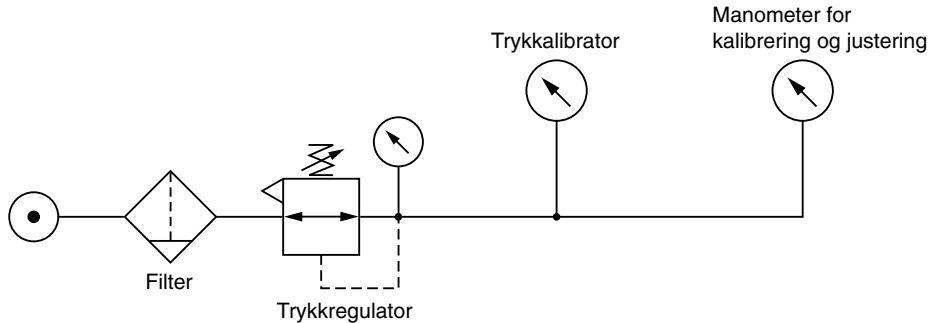 Manometer for
kalibrering og justering
Trykkalibrator
Filter
Trykkregulator